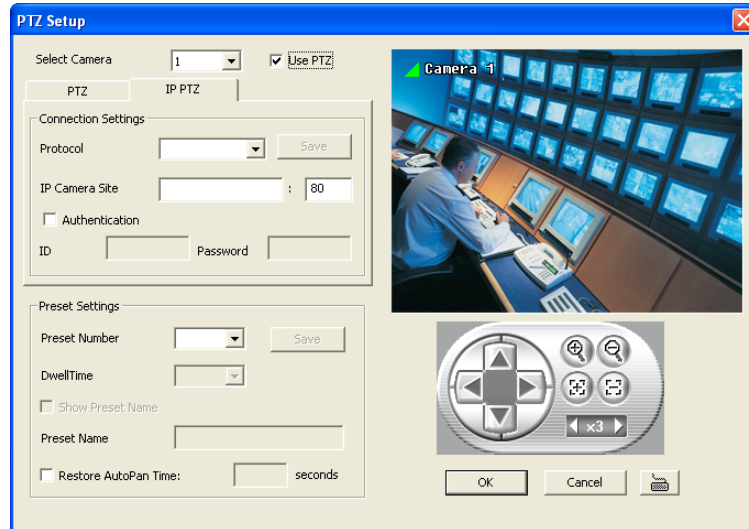 PTZ Setup
Select Camera 1 Use PTZ
PTZ IP PTZ
Connection Settings
Protocol Save
IP Camera Site : 80
Authentication
ID Password
Preset Settings
Preset Number Save
DwellTime
Show Preset Name
Preset Name
Restore AutoPan Time: seconds
Camera 1
x3
OK Cancel